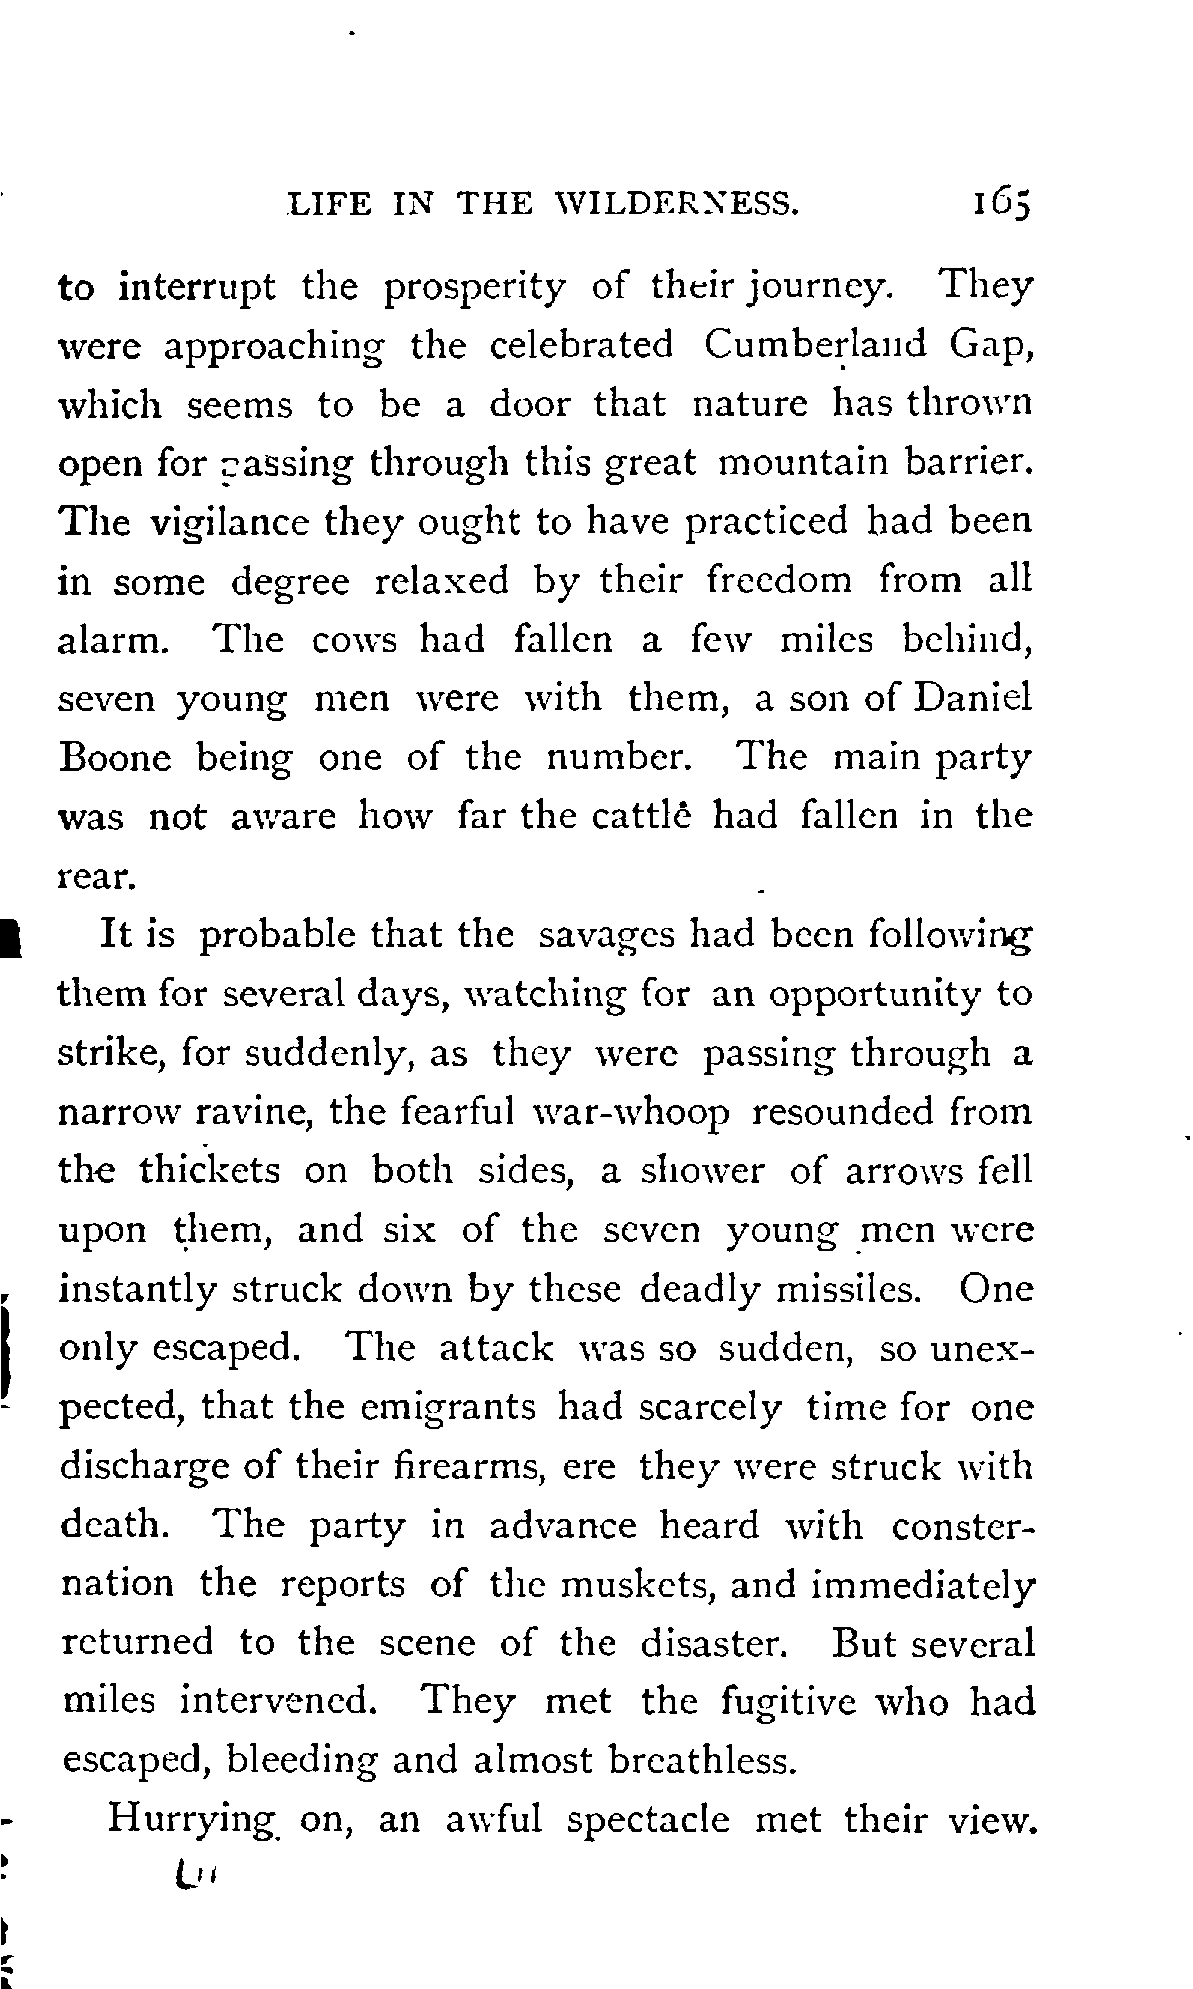 LIFE IN THE WILDERNESS. 165
to interrupt the prosperity of their journey. They
were approaching the celebrated Cumberland Gap,
which seems to be a door that nature has thrown
open for passing through this great mountain barrier.
The vigilance they ought to have practiced had been
in some degree relaxed by their freedom from all
alarm. The cows had fallen a few miles behind,
seven young men were with them, a son of Daniel
Boone being one of the number. The main party
was not aware how far the cattle had fallen in the
rear.
It is probable that the savages had been following
them for several days, watching for an opportunity to
strike, for suddenly, as they were passing through a
narrow ravine, the fearful war-whoop resounded from
the thickets on both sides, a shower of arrows fell
upon them, and six of the seven young men were
instantly struck down by these deadly missiles. One
only escaped. The attack was so sudden, so unex-
pected, that the emigrants had scarcely time for one
discharge of their firearms, ere they were struck with
death. The party in advance heard with conster-
nation the reports of the muskets, and immediately
returned to the scene of the disaster. But several
miles intervened. They met the fugitive who had
escaped, bleeding and almost breathless.
Hurrying on, an awful spectacle met their view.